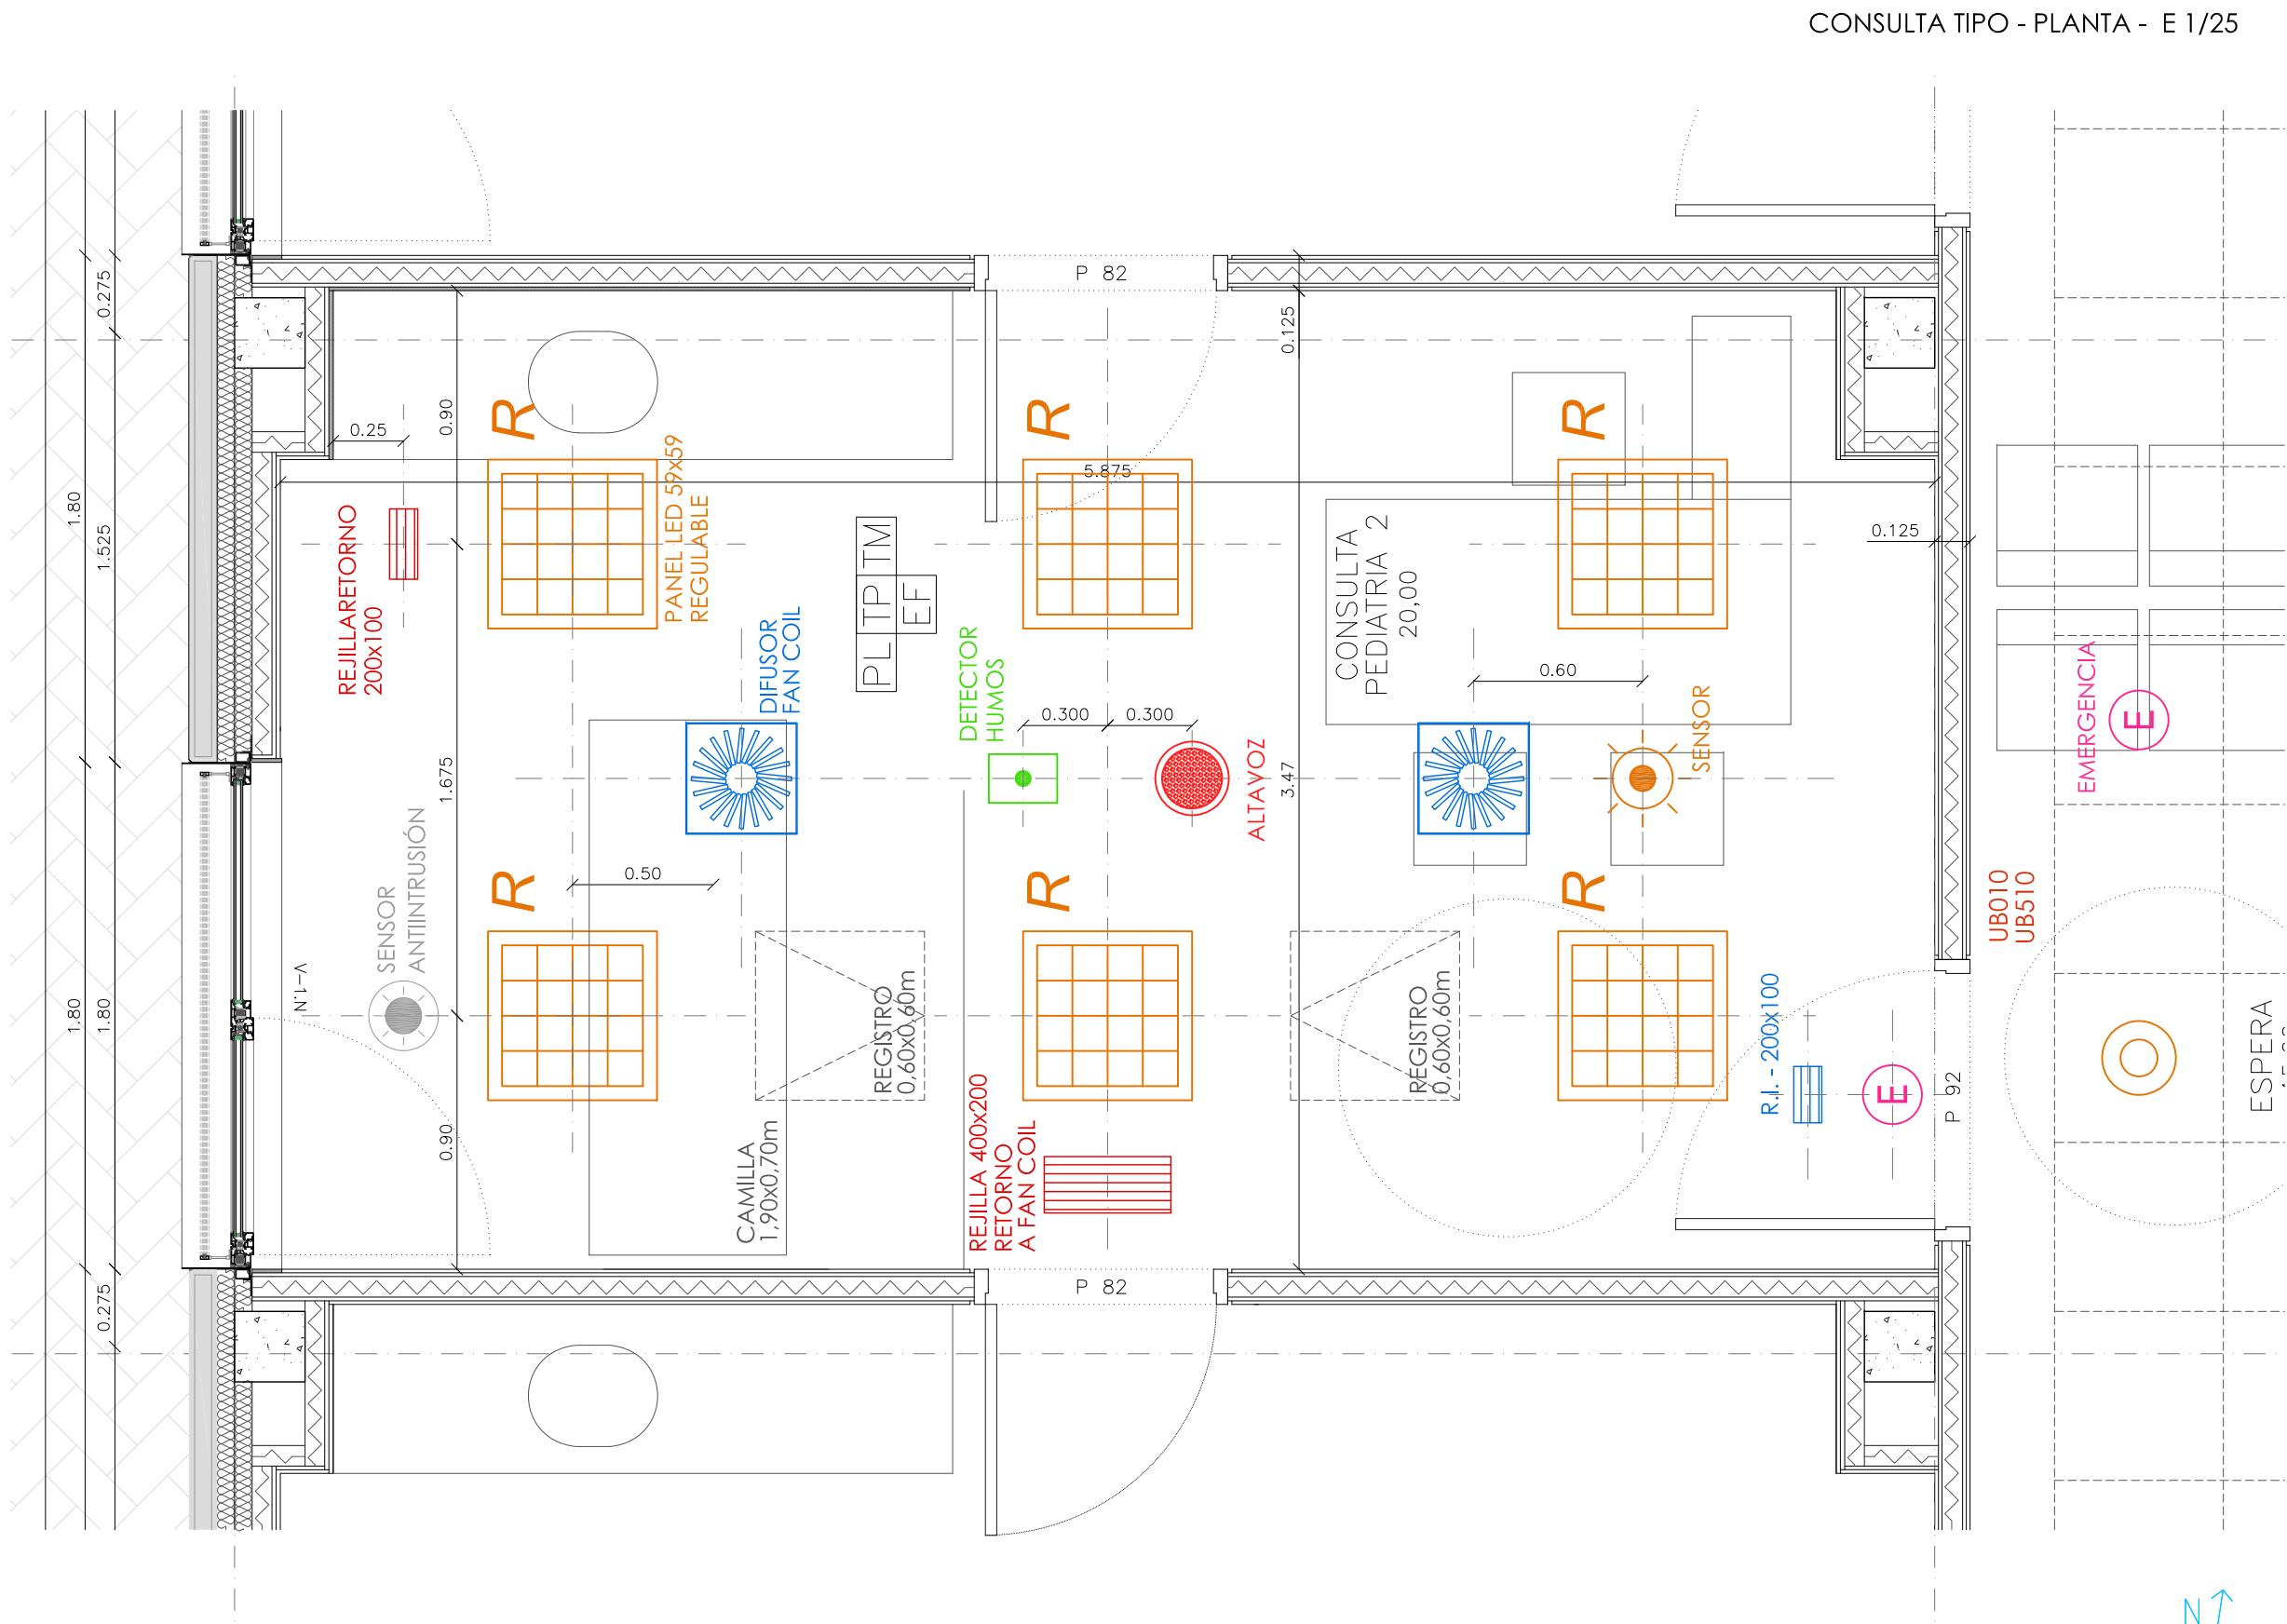 CONSULTA TIPO - PLANTA - E 1/25
P 82
0.275
0.125
0.90
0.25
R
R
R
5.875
1.80
1.525
0.125
REJILLARETORNO
200x100
PANEL LED 59x59
REGULABLE
PL TP TM
EF
CONSULTA
PEDIATRIA 2
20,00
DIFUSOR
FAN COIL
DETECTOR
HUMOS
0.300
0.300
0.60
SENSOR
EMERGENCIA
E
1.675
ALTAVOZ
3.47
SENSOR
ANTIINTRUSIÓN
0.50
R
R
R
UB010
UB510
V-1.N
1.80
1.80
REGISTRO
0,60x0,60m
REGISTRO
0,60x0,60m
R.I. - 200x100
E
P 92
ESPERA
0.90
CAMILLA
1,90x0,70m
REJILLA 400x200
RETORNO
A FAN COIL
P 82
0.275
N